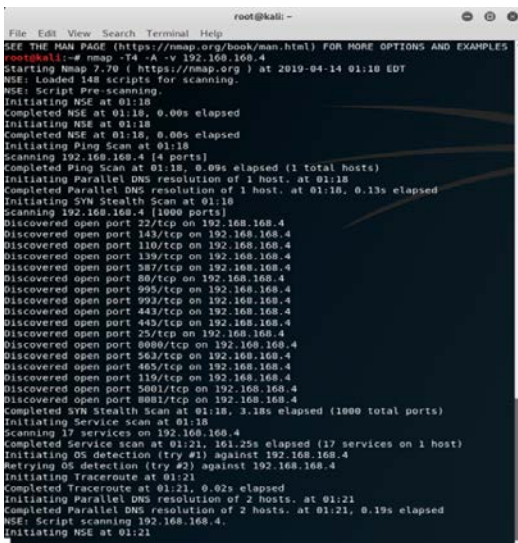 root@kali: ~
File Edit View Search Terminal Help
SEE THE MAN PAGE (https://nmap.org/book/man.html) FOR MORE OPTIONS AND EXAMPLES
root@kali:~# nmap -T4 -A -v 192.168.168.4
Starting Nmap 7.70 ( https://nmap.org ) at 2019-04-14 01:18 EDT
NSE: Loaded 148 scripts for scanning.
NSE: Script Pre-scanning.
Initiating NSE at 01:18
Completed NSE at 01:18, 0.00s elapsed
Initiating NSE at 01:18
Completed NSE at 01:18, 0.00s elapsed
Initiating Ping Scan at 01:18
Scanning 192.168.168.4 [4 ports]
Completed Ping Scan at 01:18, 0.09s elapsed (1 total hosts)
Initiating Parallel DNS resolution of 1 host. at 01:18
Completed Parallel DNS resolution of 1 host. at 01:18, 0.13s elapsed
Initiating SYN Stealth Scan at 01:18
Scanning 192.168.168.4 [1000 ports]
Discovered open port 22/tcp on 192.168.168.4
Discovered open port 143/tcp on 192.168.168.4
Discovered open port 110/tcp on 192.168.168.4
Discovered open port 139/tcp on 192.168.168.4
Discovered open port 587/tcp on 192.168.168.4
Discovered open port 80/tcp on 192.168.168.4
Discovered open port 995/tcp on 192.168.168.4
Discovered open port 993/tcp on 192.168.168.4
Discovered open port 443/tcp on 192.168.168.4
Discovered open port 445/tcp on 192.168.168.4
Discovered open port 25/tcp on 192.168.168.4
Discovered open port 8080/tcp on 192.168.168.4
Discovered open port 563/tcp on 192.168.168.4
Discovered open port 465/tcp on 192.168.168.4
Discovered open port 119/tcp on 192.168.168.4
Discovered open port 5001/tcp on 192.168.168.4
Discovered open port 8081/tcp on 192.168.168.4
Completed SYN Stealth Scan at 01:18, 3.18s elapsed (1000 total ports)
Initiating Service scan at 01:18
Scanning 17 services on 192.168.168.4
Completed Service scan at 01:21, 161.25s elapsed (17 services on 1 host)
Initiating OS detection (try #1) against 192.168.168.4
Retrying OS detection (try #2) against 192.168.168.4
Initiating Traceroute at 01:21
Completed Traceroute at 01:21, 0.02s elapsed
Initiating Parallel DNS resolution of 2 hosts. at 01:21
Completed Parallel DNS resolution of 2 hosts. at 01:21, 0.19s elapsed
NSE: Script scanning 192.168.168.4.
Initiating NSE at 01:21